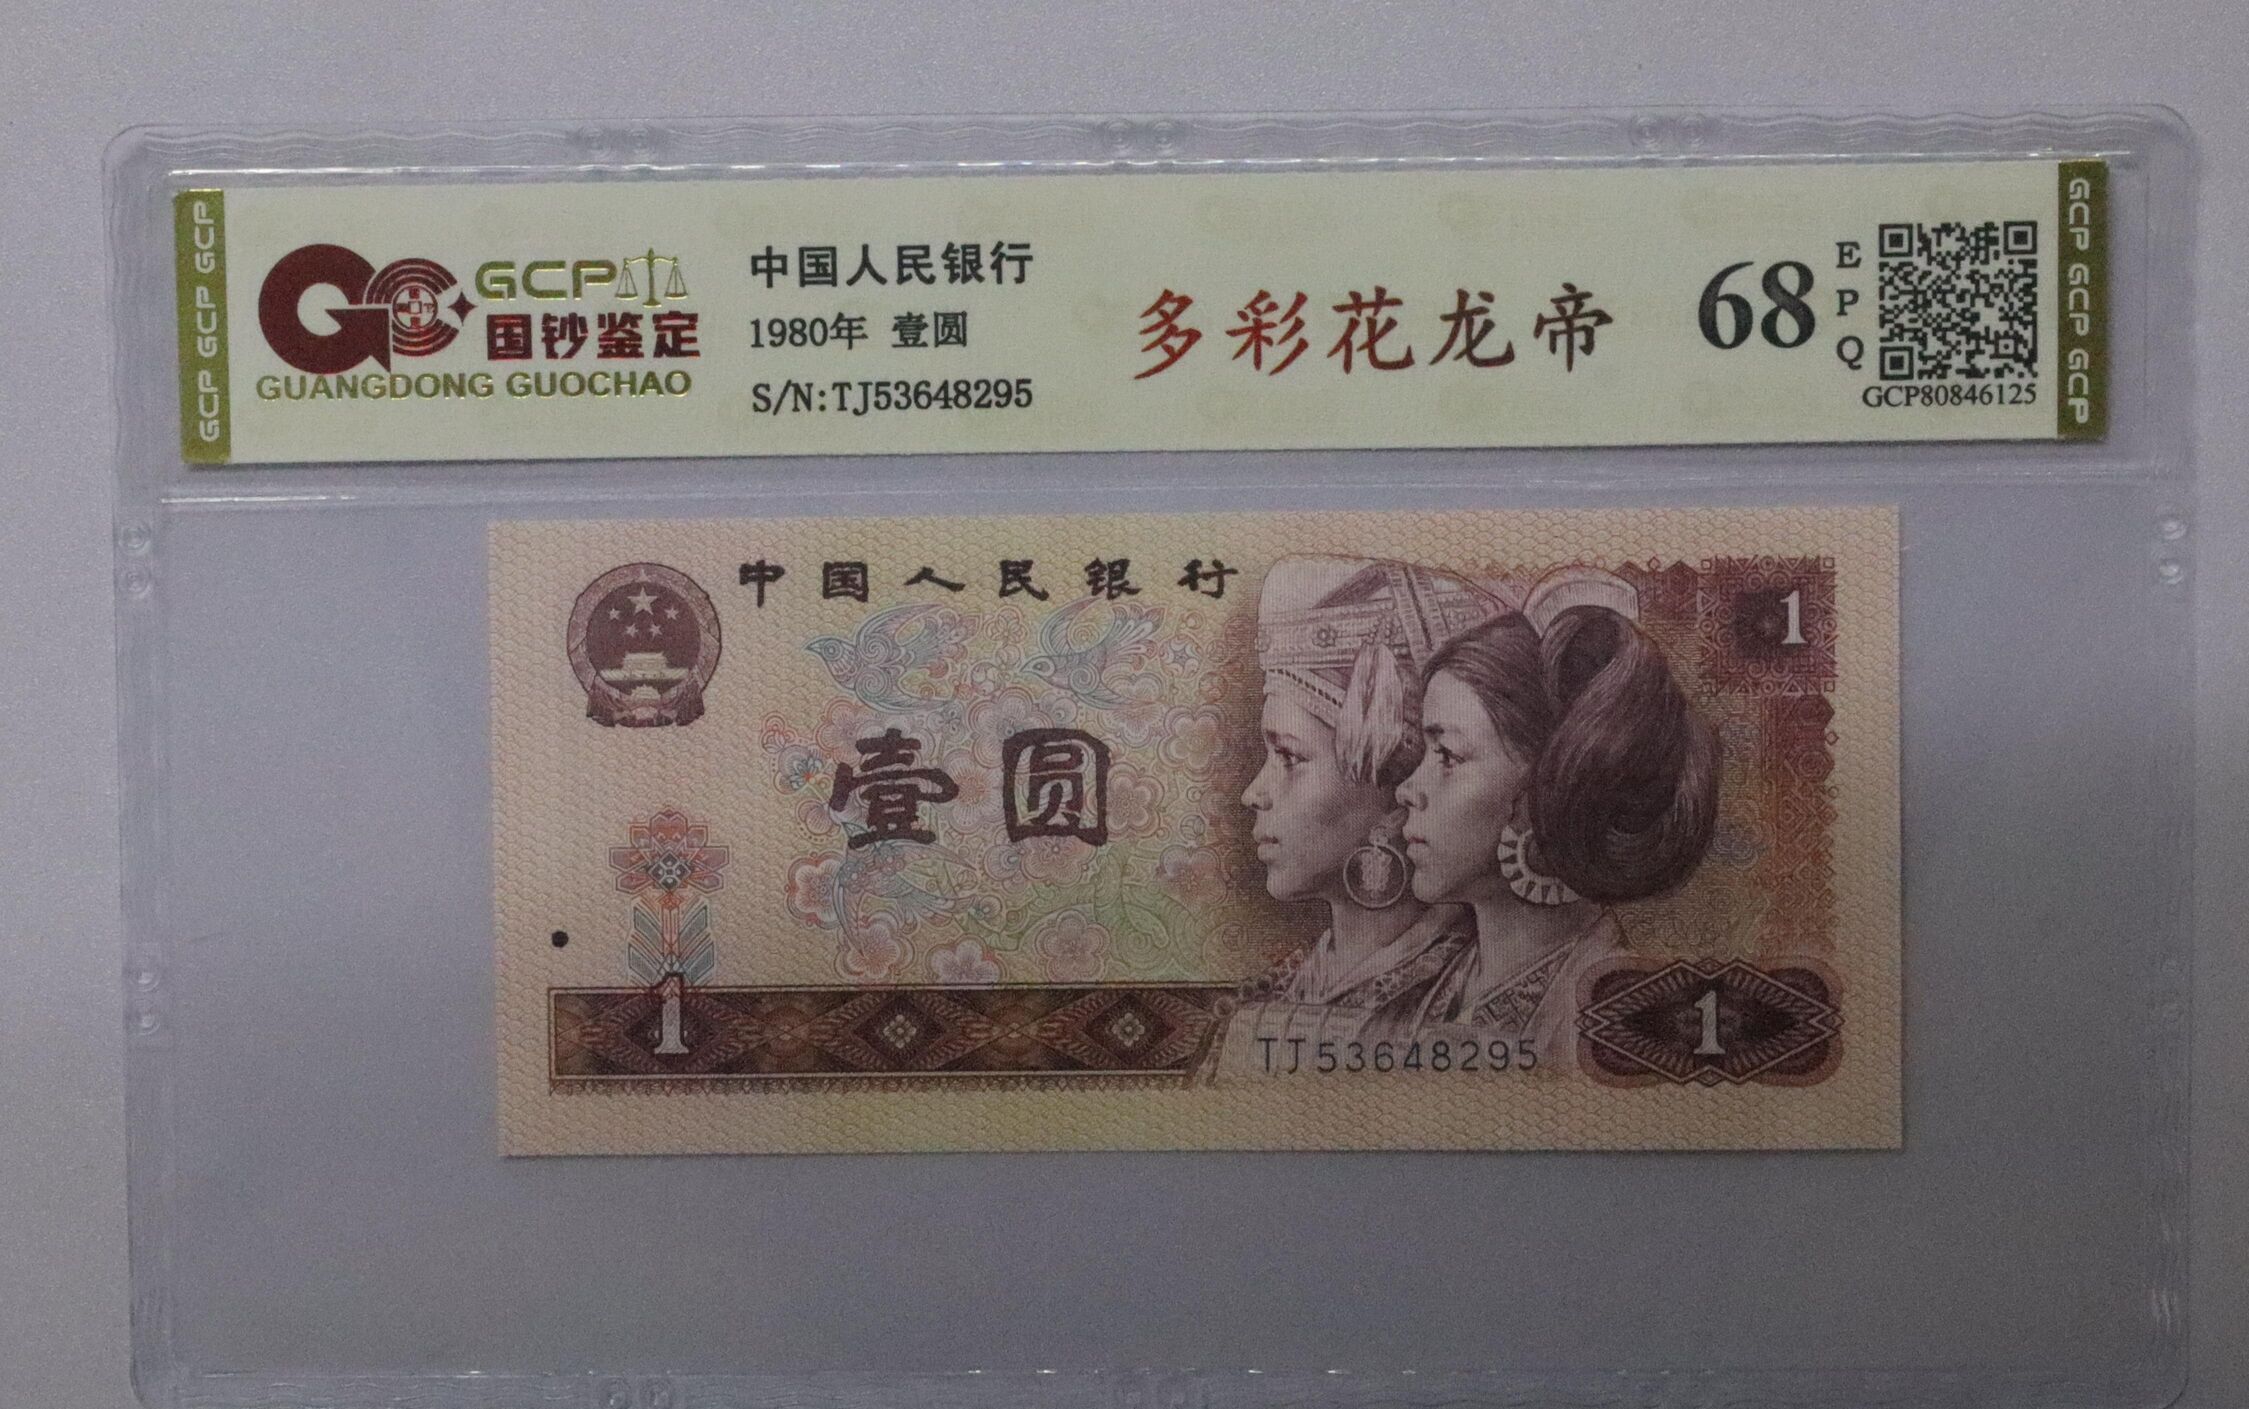 GCP GCP GCP
GCP
国钞鉴定
GUANGDONG GUOCHAO
中国人民银行
1980年 壹圆
S/N:TJ53648295
多彩花龙帝
68
E
P
Q
GCP80846125
GCP GCP GCP
中国人民银行
1
壹圆
1
1
TJ53648295